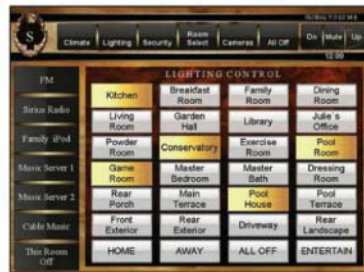 GLOBAL VOLUME
S
Climate Lighting Security Room Select Cameras All Off Dn Mute Up
12:00
LIGHTING CONTROL
FM
Sirius Radio
Family iPod
Music Server 1
Music Server 2
Cable Music
This Room Off
Kitchen Breakfast Room Family Room Dining Room
Living Room Garden Hall Library Julie's Office
Powder Room Conservatory Exercise Room Pool Room
Game Room Master Bedroom Master Bath Dressing Room
Rear Porch Main Terrace Pool House Pool Terrace
Front Exterior Rear Exterior Driveway Rear Landscape
HOME AWAY ALL OFF ENTERTAIN